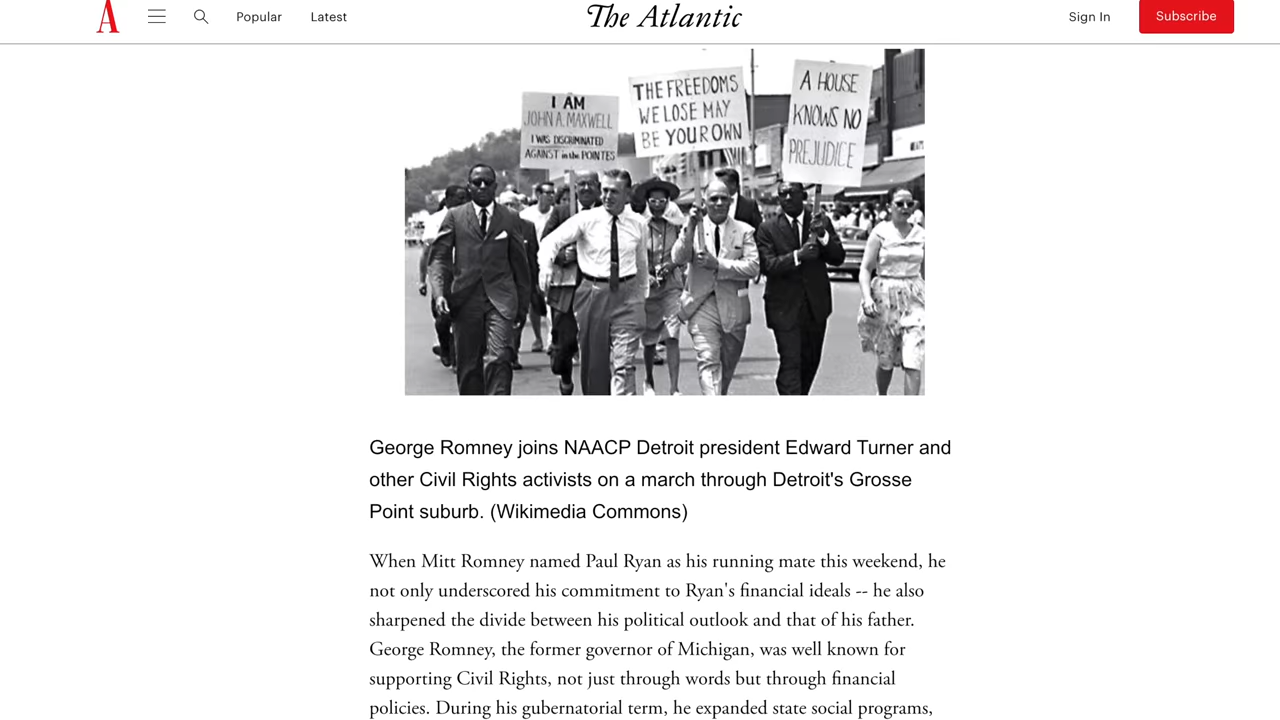 A
Popular
Latest
The Atlantic
Sign In
Subscribe
I AM
JOHN A. MAXWELL
I WAS DISCRIMINATED
AGAINST in the POINTES
THE FREEDOMS
WE LOSE MAY
BE YOUR OWN
A HOUSE
KNOWS NO
PREJUDICE
George Romney joins NAACP Detroit president Edward Turner and
other Civil Rights activists on a march through Detroit's Grosse
Point suburb. (Wikimedia Commons)
When Mitt Romney named Paul Ryan as his running mate this weekend, he
not only underscored his commitment to Ryan's financial ideals -- he also
sharpened the divide between his political outlook and that of his father.
George Romney, the former governor of Michigan, was well known for
supporting Civil Rights, not just through words but through financial
policies. During his gubernatorial term, he expanded state social programs,